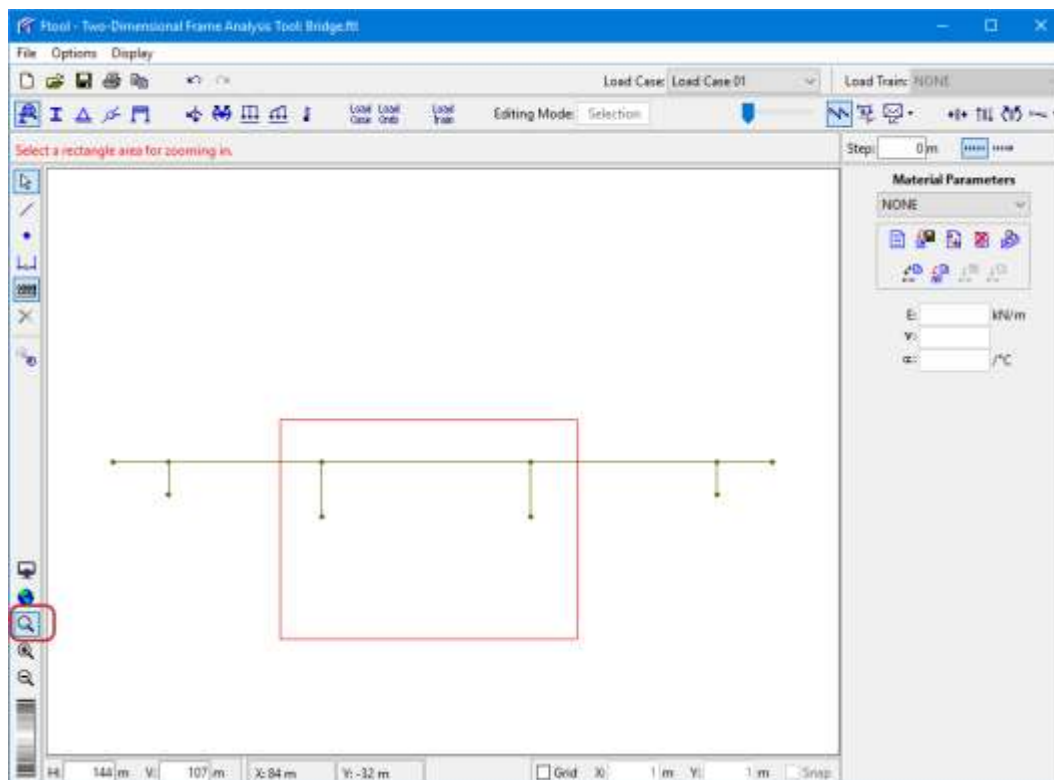 Ftool - Two-Dimensional Frame Analysis Tool: Bridge.ftl
File Options Display
Load Case: Load Case 01 Load Train: NONE
Load Case Load Cmb Load Train Editing Mode: Selection
Select a rectangle area for zooming in. Step: 0 m
Material Parameters
NONE
E: kN/m
ν:
α: /°C
H: 144 m V: 107 m X: 84 m Y: -32 m Grid X: 1 m Y: 1 m Snap